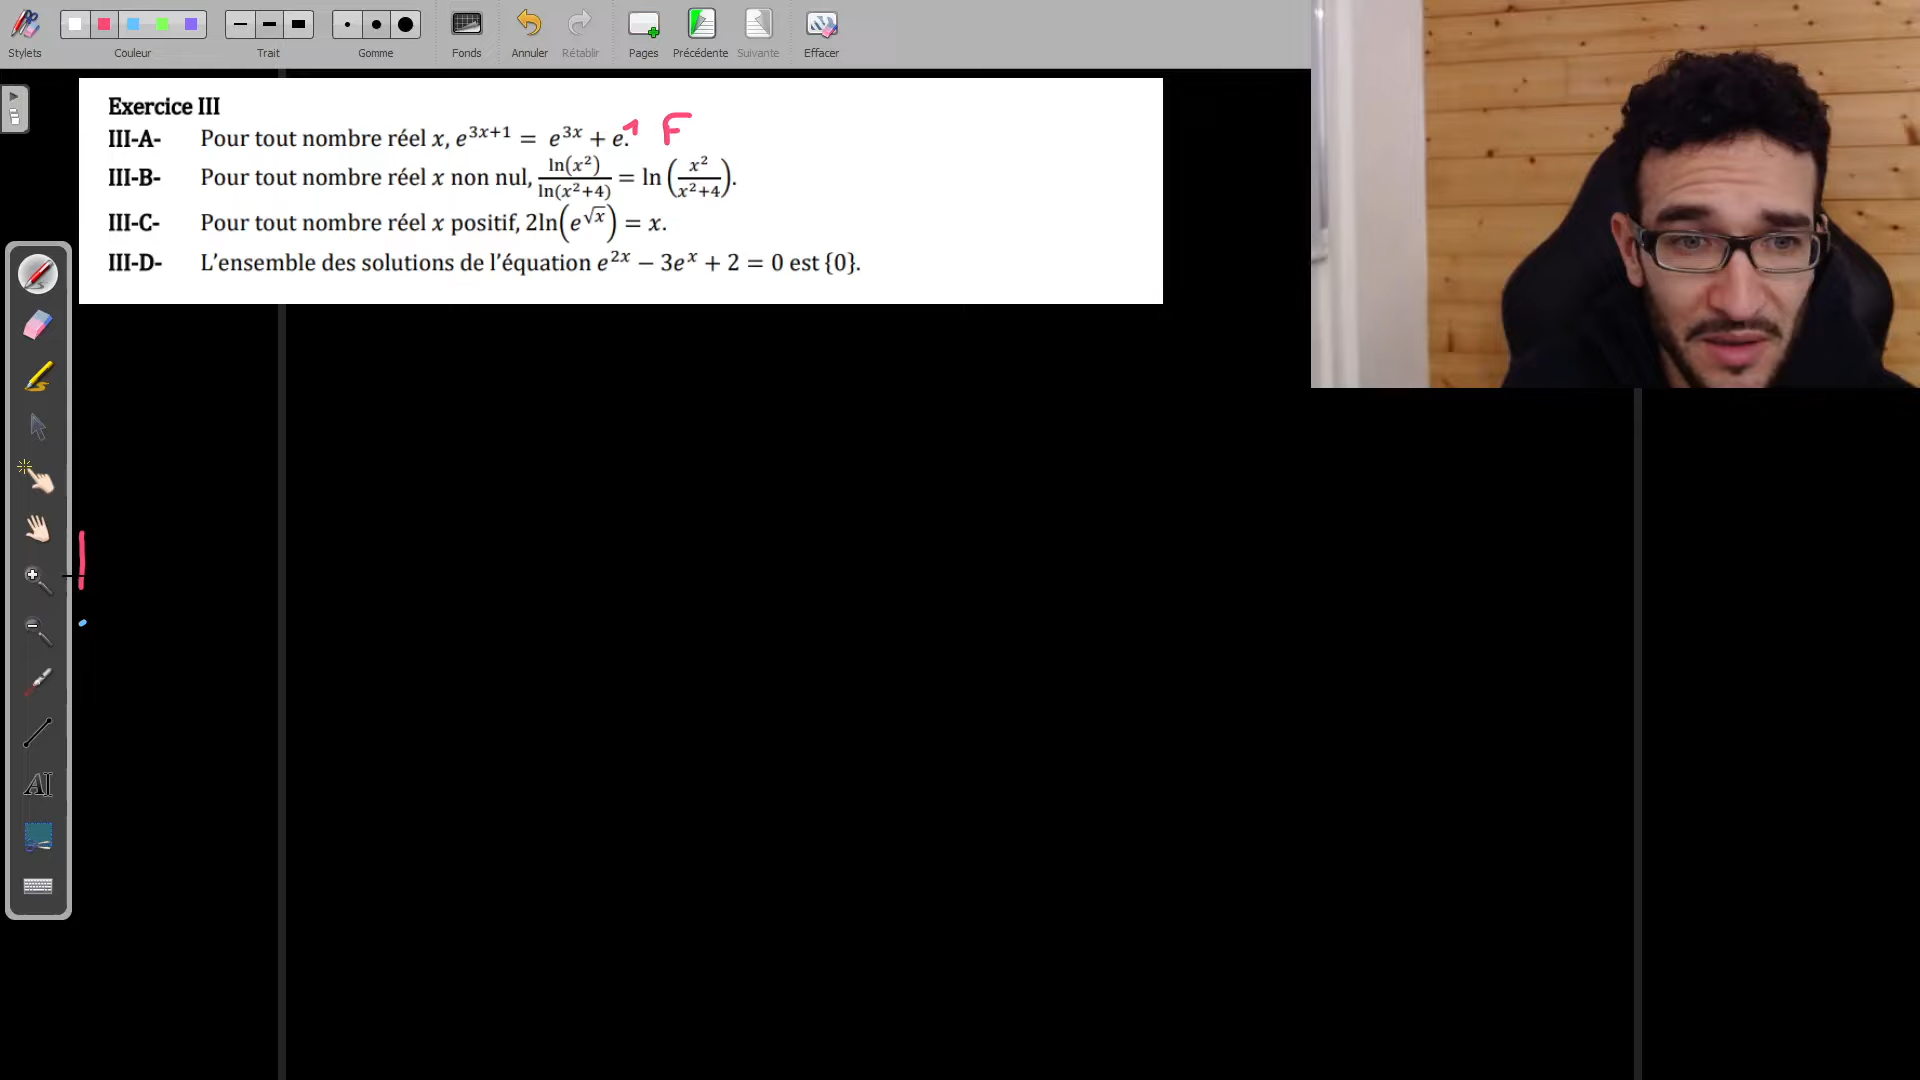 Stylets Couleur Trait Gomme Fonds Annuler Rétablir Pages Précédente Suivante Effacer
Exercice III
III-A- Pour tout nombre réel x, e^{3x+1} = e^{3x} + e. 1 F
III-B- Pour tout nombre réel x non nul, ln(x²)/ln(x²+4) = ln(x²/x²+4).
III-C- Pour tout nombre réel x positif, 2ln(e^{√x}) = x.
III-D- L'ensemble des solutions de l'équation e^{2x} − 3e^x + 2 = 0 est {0}.
AI